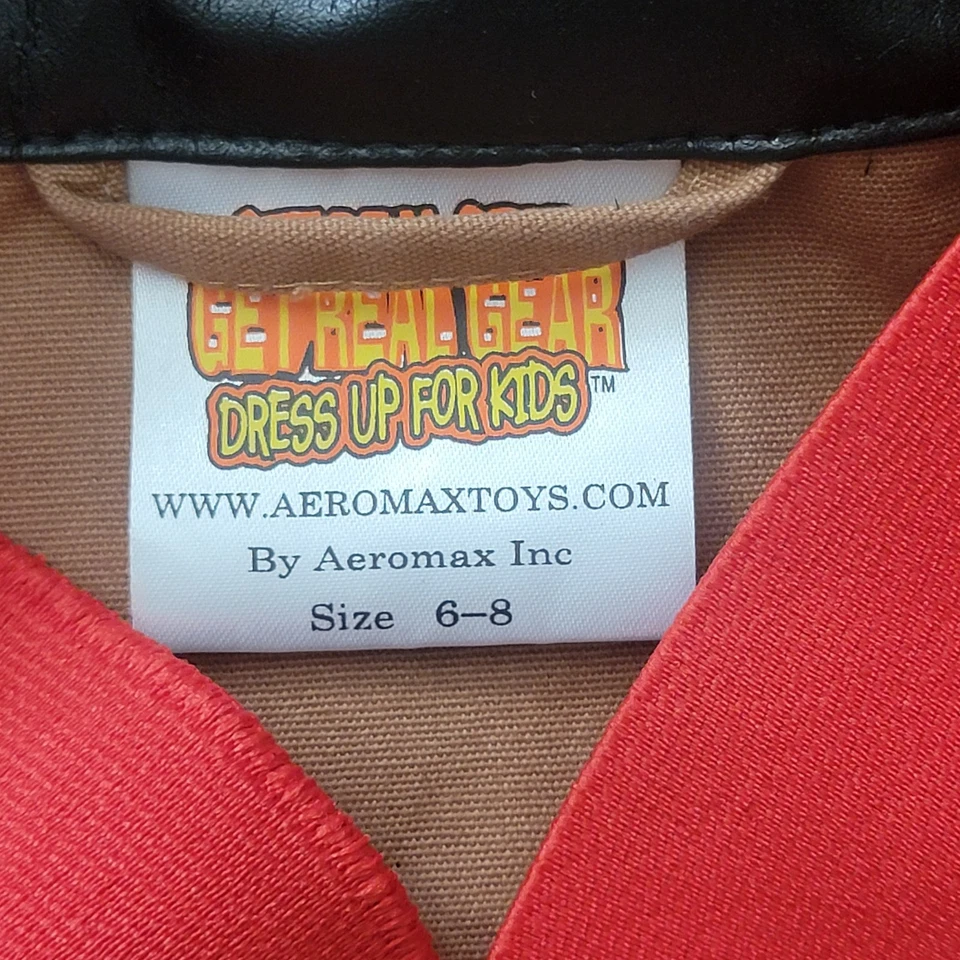 GET REAL GEAR
DRESS UP FOR KIDS™
WWW.AEROMAXTOYS.COM
By Aeromax Inc
Size 6–8